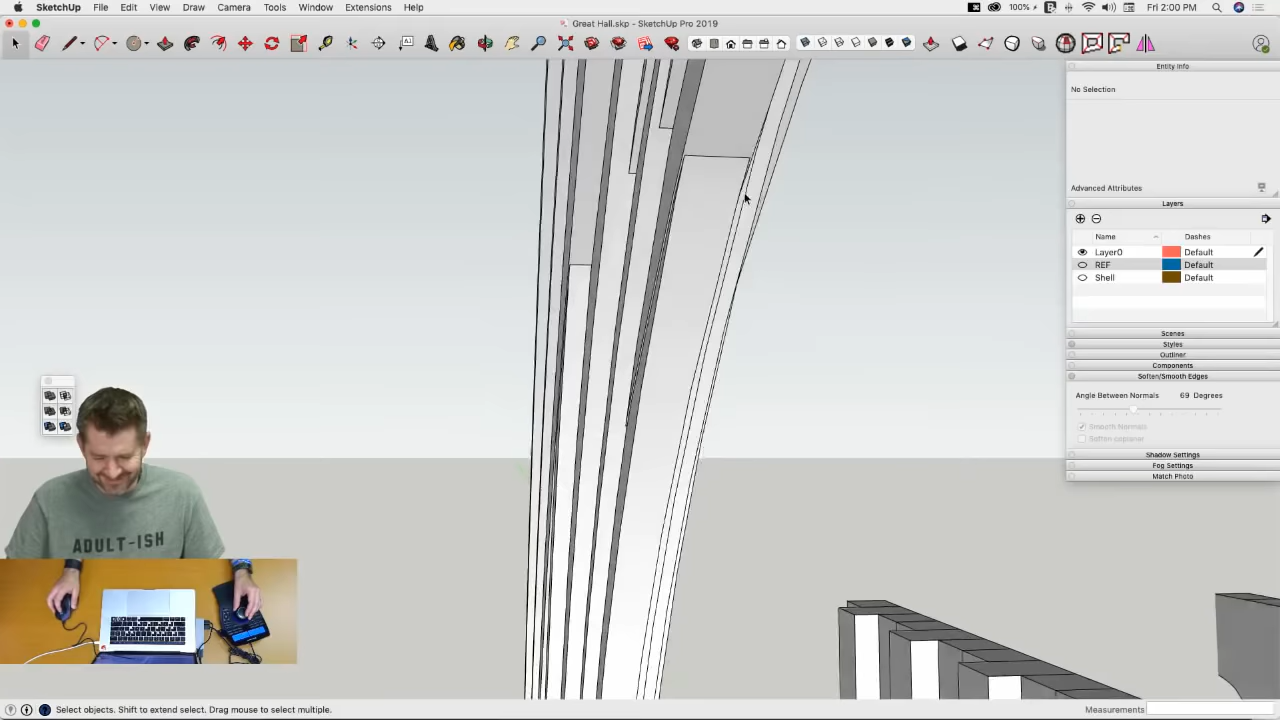 SketchUp File Edit View Draw Camera Tools Window Extensions Help
100% Fri 2:00 PM
Great Hall.skp - SketchUp Pro 2019
Entity Info
No Selection
Advanced Attributes
Layers
Name Dashes
Layer0 Default
REF Default
Shell Default
Scenes
Styles
Outliner
Components
Soften/Smooth Edges
Angle Between Normals 69 Degrees
Smooth Normals
Soften coplanar
Shadow Settings
Fog Settings
Match Photo
ADULT-ISH
Select objects. Shift to extend select. Drag mouse to select multiple.
Measurements